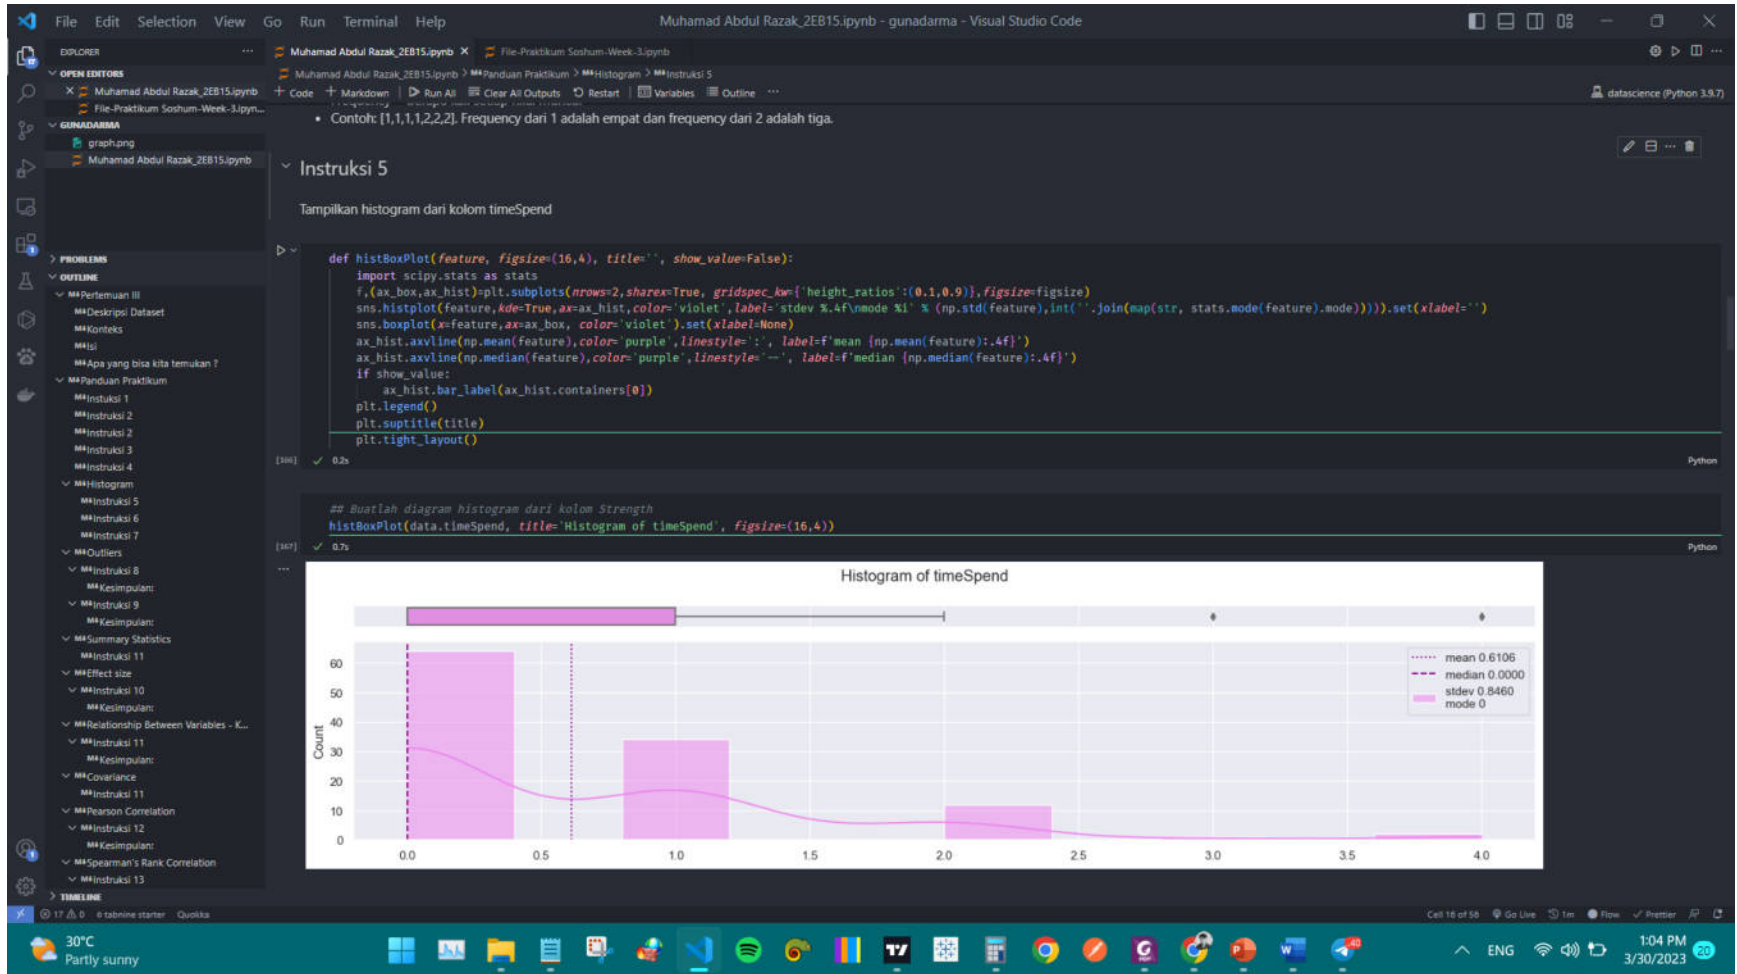 File Edit Selection View Go Run Terminal Help
Muhamad Abdul Razak_2EB15.ipynb - gunadarma - Visual Studio Code
EXPLORER
Muhamad Abdul Razak_2EB15.ipynb
File-Praktikum Soshum-Week-3.ipynb
OPEN EDITORS
Muhamad Abdul Razak_2EB15.ipynb > M↓Panduan Praktikum > M↓Histogram > M↓Instruksi 5
Muhamad Abdul Razak_2EB15.ipynb
+ Code + Markdown | Run All Clear All Outputs Restart | Variables Outline ...
datascience (Python 3.9.7)
File-Praktikum Soshum-Week-3.ipyn...
GUNADARMA
• Contoh: [1,1,1,1,2,2,2]. Frequency dari 1 adalah empat dan frequency dari 2 adalah tiga.
graph.png
Muhamad Abdul Razak_2EB15.ipynb
Instruksi 5
Tampilkan histogram dari kolom timeSpend
PROBLEMS
OUTLINE
M↓Pertemuan III
M↓Deskripsi Dataset
M↓Konteks
M↓Isi
M↓Apa yang bisa kita temukan ?
M↓Panduan Praktikum
M↓Instuksi 1
M↓Instruksi 2
M↓Instruksi 2
M↓Instruksi 3
M↓Instruksi 4
M↓Histogram
M↓Instruksi 5
M↓Instruksi 6
M↓Instruksi 7
M↓Outliers
M↓Instruksi 8
M↓Kesimpulan:
M↓Instruksi 9
M↓Kesimpulan:
M↓Summary Statistics
M↓Instruksi 11
M↓Effect size
M↓Instruksi 10
M↓Kesimpulan:
M↓Relationship Between Variables - K...
M↓Instruksi 11
M↓Kesimpulan:
M↓Covariance
M↓Instruksi 11
M↓Pearson Correlation
M↓Instruksi 12
M↓Kesimpulan:
M↓Spearman's Rank Correlation
M↓Instruksi 13
TIMELINE
def histBoxPlot(feature, figsize=(16,4), title='', show_value=False):
import scipy.stats as stats
f,(ax_box,ax_hist)=plt.subplots(nrows=2,sharex=True, gridspec_kw={'height_ratios':(0.1,0.9)},figsize=figsize)
sns.histplot(feature,kde=True,ax=ax_hist,color='violet',label='stdev %.4f\nmode %i' % (np.std(feature),int(''.join(map(str, stats.mode(feature).mode))))).set(xlabel='')
sns.boxplot(x=feature,ax=ax_box, color='violet').set(xlabel=None)
ax_hist.axvline(np.mean(feature),color='purple',linestyle=':', label=f'mean {np.mean(feature):.4f}')
ax_hist.axvline(np.median(feature),color='purple',linestyle='--', label=f'median {np.median(feature):.4f}')
if show_value:
ax_hist.bar_label(ax_hist.containers[0])
plt.legend()
plt.suptitle(title)
plt.tight_layout()
0.2s
Python
## Buatlah diagram histogram dari kolom Strength
histBoxPlot(data.timeSpend, title='Histogram of timeSpend', figsize=(16,4))
[367] 0.7s
Python
Histogram of timeSpend
mean 0.6106
median 0.0000
stdev 0.8460
mode 0
Count
60
50
40
30
20
10
0
0.0 0.5 1.0 1.5 2.0 2.5 3.0 3.5 4.0
17 0 tabnine starter Quokka
Cell 16 of 56 Go Live 1m Flow Prettier
30°C
Partly sunny
ENG
1:04 PM
3/30/2023
20